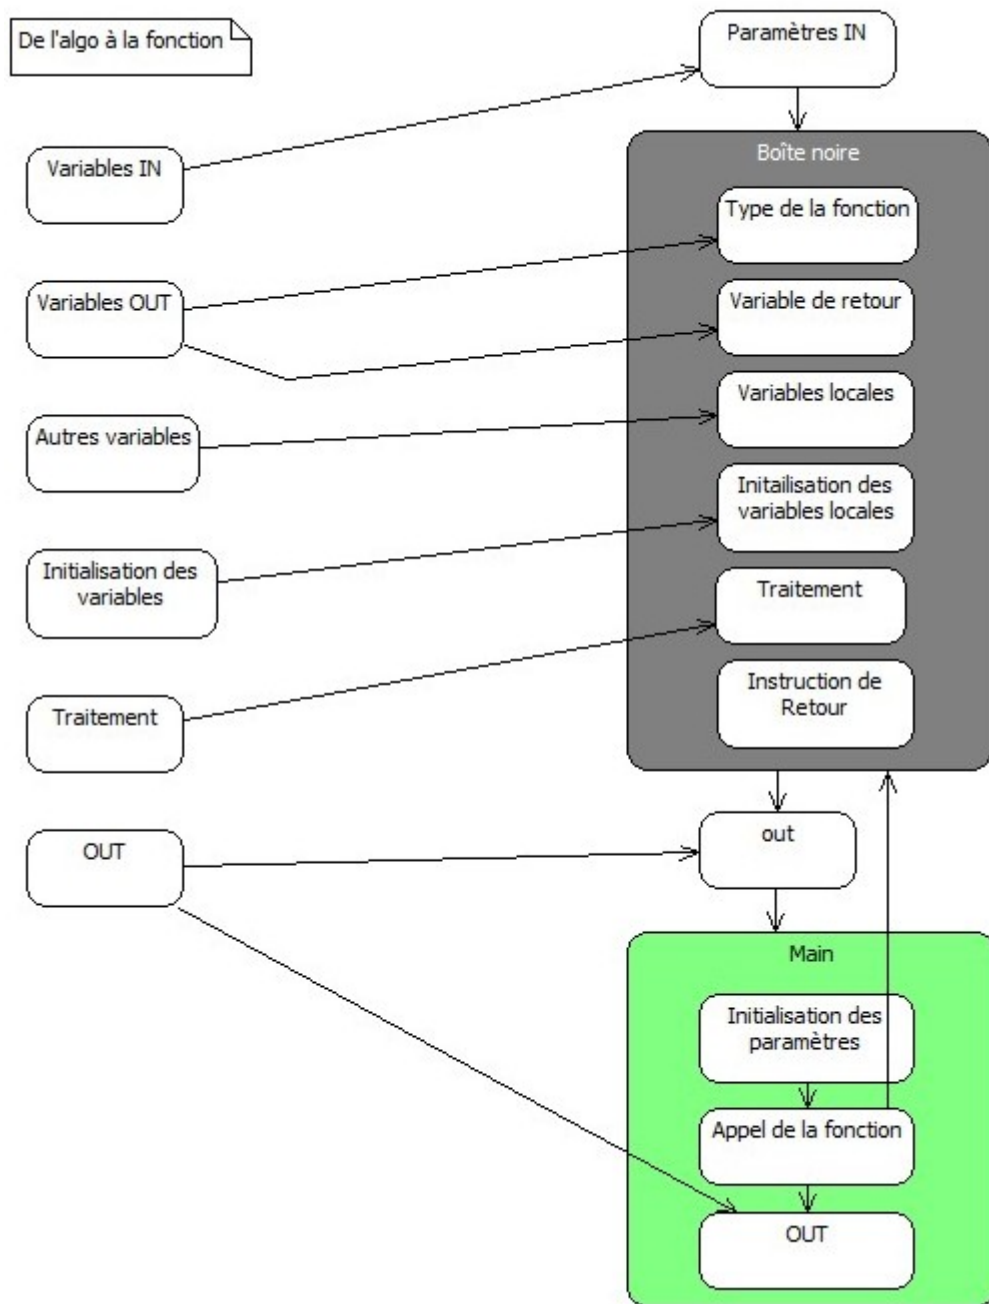 De l'algo à la fonction
Paramètres IN
Variables IN
Boîte noire
Type de la fonction
Variables OUT
Variable de retour
Variables locales
Autres variables
Initailisation des
variables locales
Initialisation des
variables
Traitement
Instruction de
Retour
Traitement
OUT
out
Main
Initialisation des
paramètres
Appel de la fonction
OUT